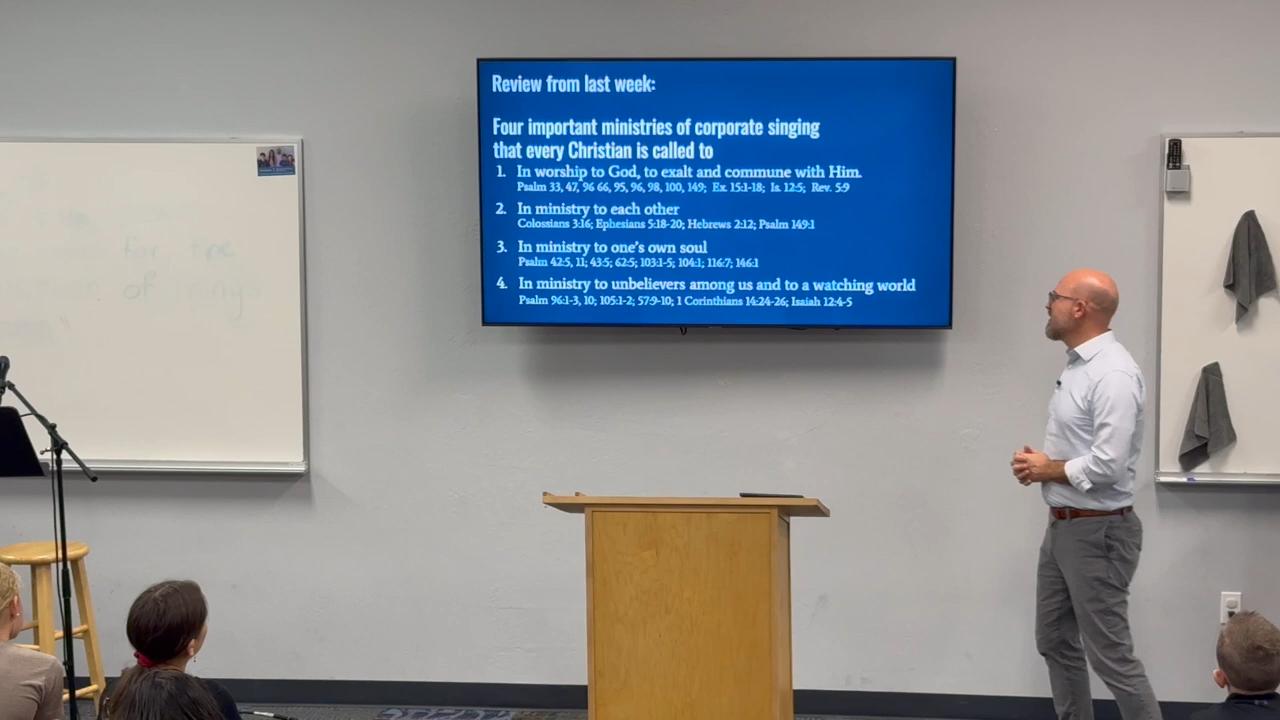 Review from last week:
Four important ministries of corporate singing
that every Christian is called to
1. In worship to God, to exalt and commune with Him.
Psalm 33, 47, 96 66, 95, 96, 98, 100, 149; Ex. 15:1-18; Is. 12:5; Rev. 5:9
2. In ministry to each other
Colossians 3:16; Ephesians 5:18-20; Hebrews 2:12; Psalm 149:1
3. In ministry to one's own soul
Psalm 42:5, 11; 43:5; 62:5; 103:1-5; 104:1; 116:7; 146:1
4. In ministry to unbelievers among us and to a watching world
Psalm 96:1-3, 10; 105:1-2; 57:9-10; 1 Corinthians 14:24-26; Isaiah 12:4-5
for, the
of